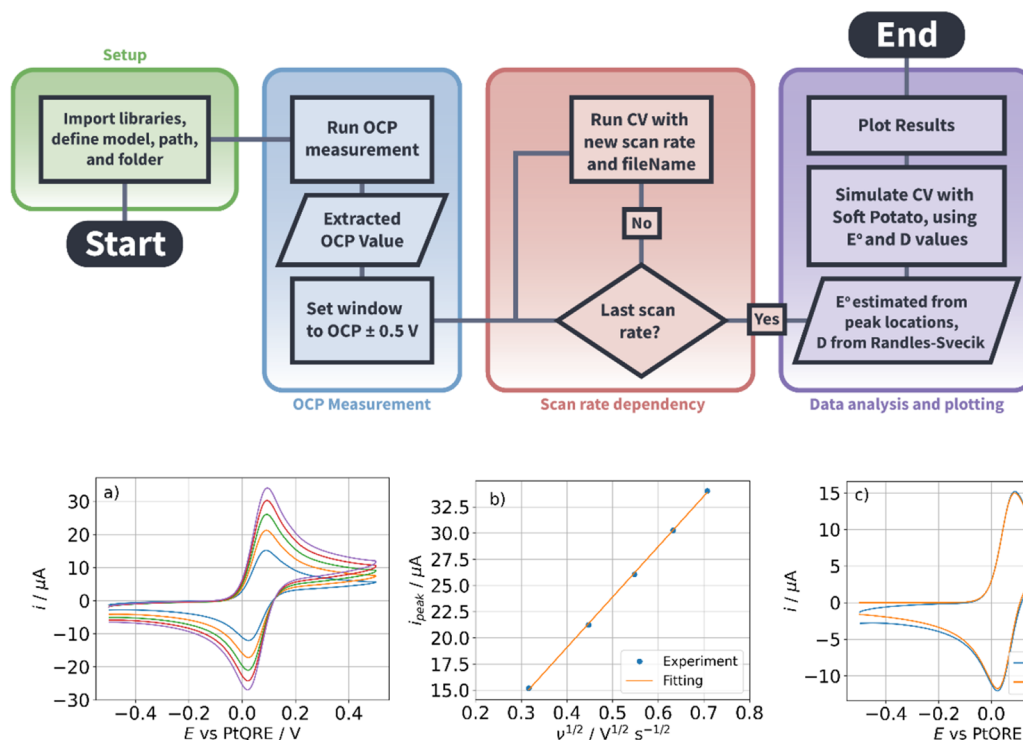 Setup
Import libraries,
define model, path,
and folder
Start
Run OCP
measurement
Extracted
OCP Value
Set window
to OCP ± 0.5 V
OCP Measurement
Run CV with
new scan rate
and fileName
No
Last scan
rate?
Yes
Scan rate dependency
End
Plot Results
Simulate CV with
Soft Potato, using
E° and D values
E° estimated from
peak locations,
D from Randles-Svecik
Data analysis and plotting
a)
30
20
10
0
−10
−20
−30
i / μA
−0.4 −0.2 0.0 0.2 0.4
E vs PtQRE / V
b)
32.5
30.0
27.5
25.0
22.5
20.0
17.5
15.0
i_peak / μA
Experiment
Fitting
0.3 0.4 0.5 0.6 0.7 0.8
ν^1/2 / V^1/2 s^−1/2
c)
15
10
5
0
−5
−10
i / μA
−0.4 −0.2 0.0
E vs PtQRE